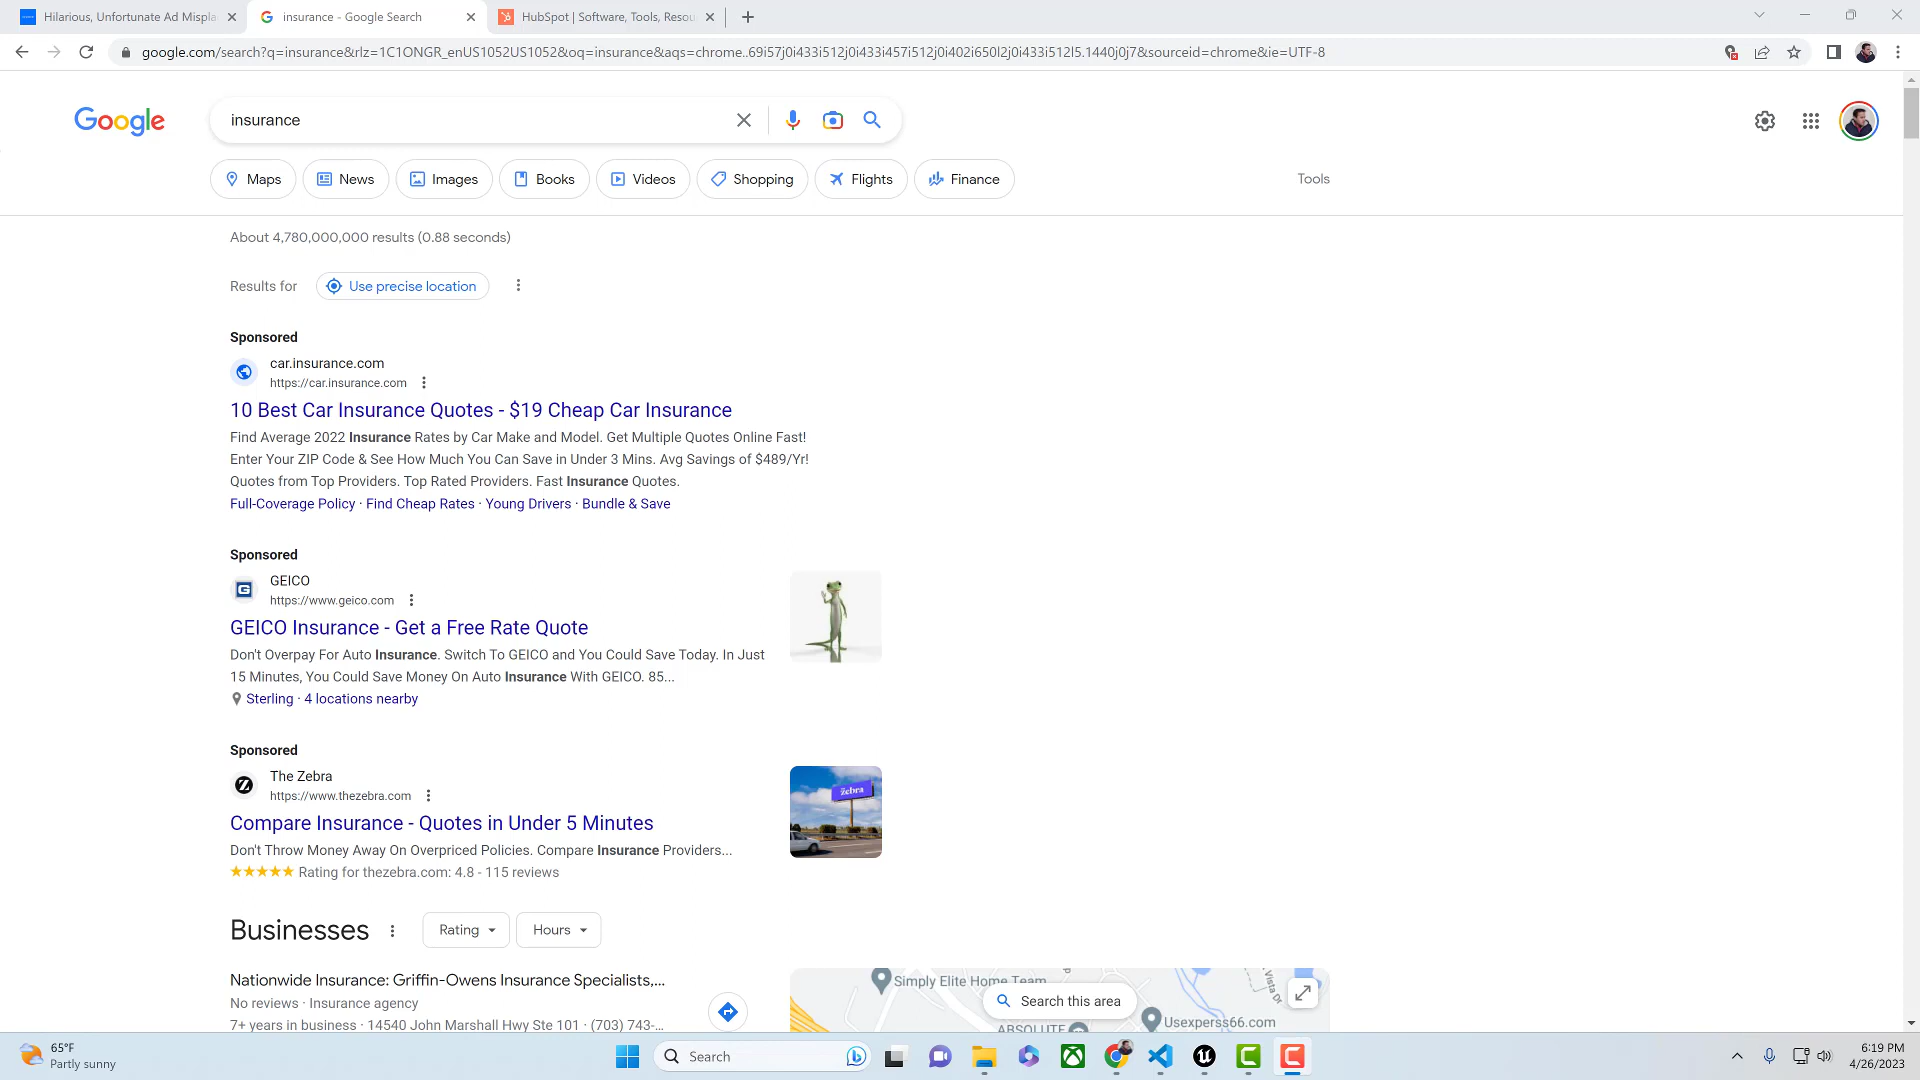 Hilarious, Unfortunate Ad Mispla
insurance - Google Search
HubSpot | Software, Tools, Resou
google.com/search?q=insurance&rlz=1C1ONGR_enUS1052US1052&oq=insurance&aqs=chrome..69i57j0i433i512j0i433i457i512j0i402i650l2j0i433i512l5.1440j0j7&sourceid=chrome&ie=UTF-8
Google
insurance
Maps
News
Images
Books
Videos
Shopping
Flights
Finance
Tools
About 4,780,000,000 results (0.88 seconds)
Results for
Use precise location
Sponsored
car.insurance.com
https://car.insurance.com
10 Best Car Insurance Quotes - $19 Cheap Car Insurance
Find Average 2022 Insurance Rates by Car Make and Model. Get Multiple Quotes Online Fast!
Enter Your ZIP Code & See How Much You Can Save in Under 3 Mins. Avg Savings of $489/Yr!
Quotes from Top Providers. Top Rated Providers. Fast Insurance Quotes.
Full-Coverage Policy · Find Cheap Rates · Young Drivers · Bundle & Save
Sponsored
GEICO
https://www.geico.com
GEICO Insurance - Get a Free Rate Quote
Don't Overpay For Auto Insurance. Switch To GEICO and You Could Save Today. In Just
15 Minutes, You Could Save Money On Auto Insurance With GEICO. 85...
Sterling · 4 locations nearby
Sponsored
The Zebra
https://www.thezebra.com
Compare Insurance - Quotes in Under 5 Minutes
Don't Throw Money Away On Overpriced Policies. Compare Insurance Providers...
Rating for thezebra.com: 4.8 - 115 reviews
zebra
Businesses
Rating
Hours
Nationwide Insurance: Griffin-Owens Insurance Specialists,...
No reviews · Insurance agency
7+ years in business · 14540 John Marshall Hwy Ste 101 · (703) 743-...
Simply Elite Home Team
Search this area
Vista Dr
ABSOLUTE
Usexperss66.com
65°F
Partly sunny
Search
6:19 PM
4/26/2023